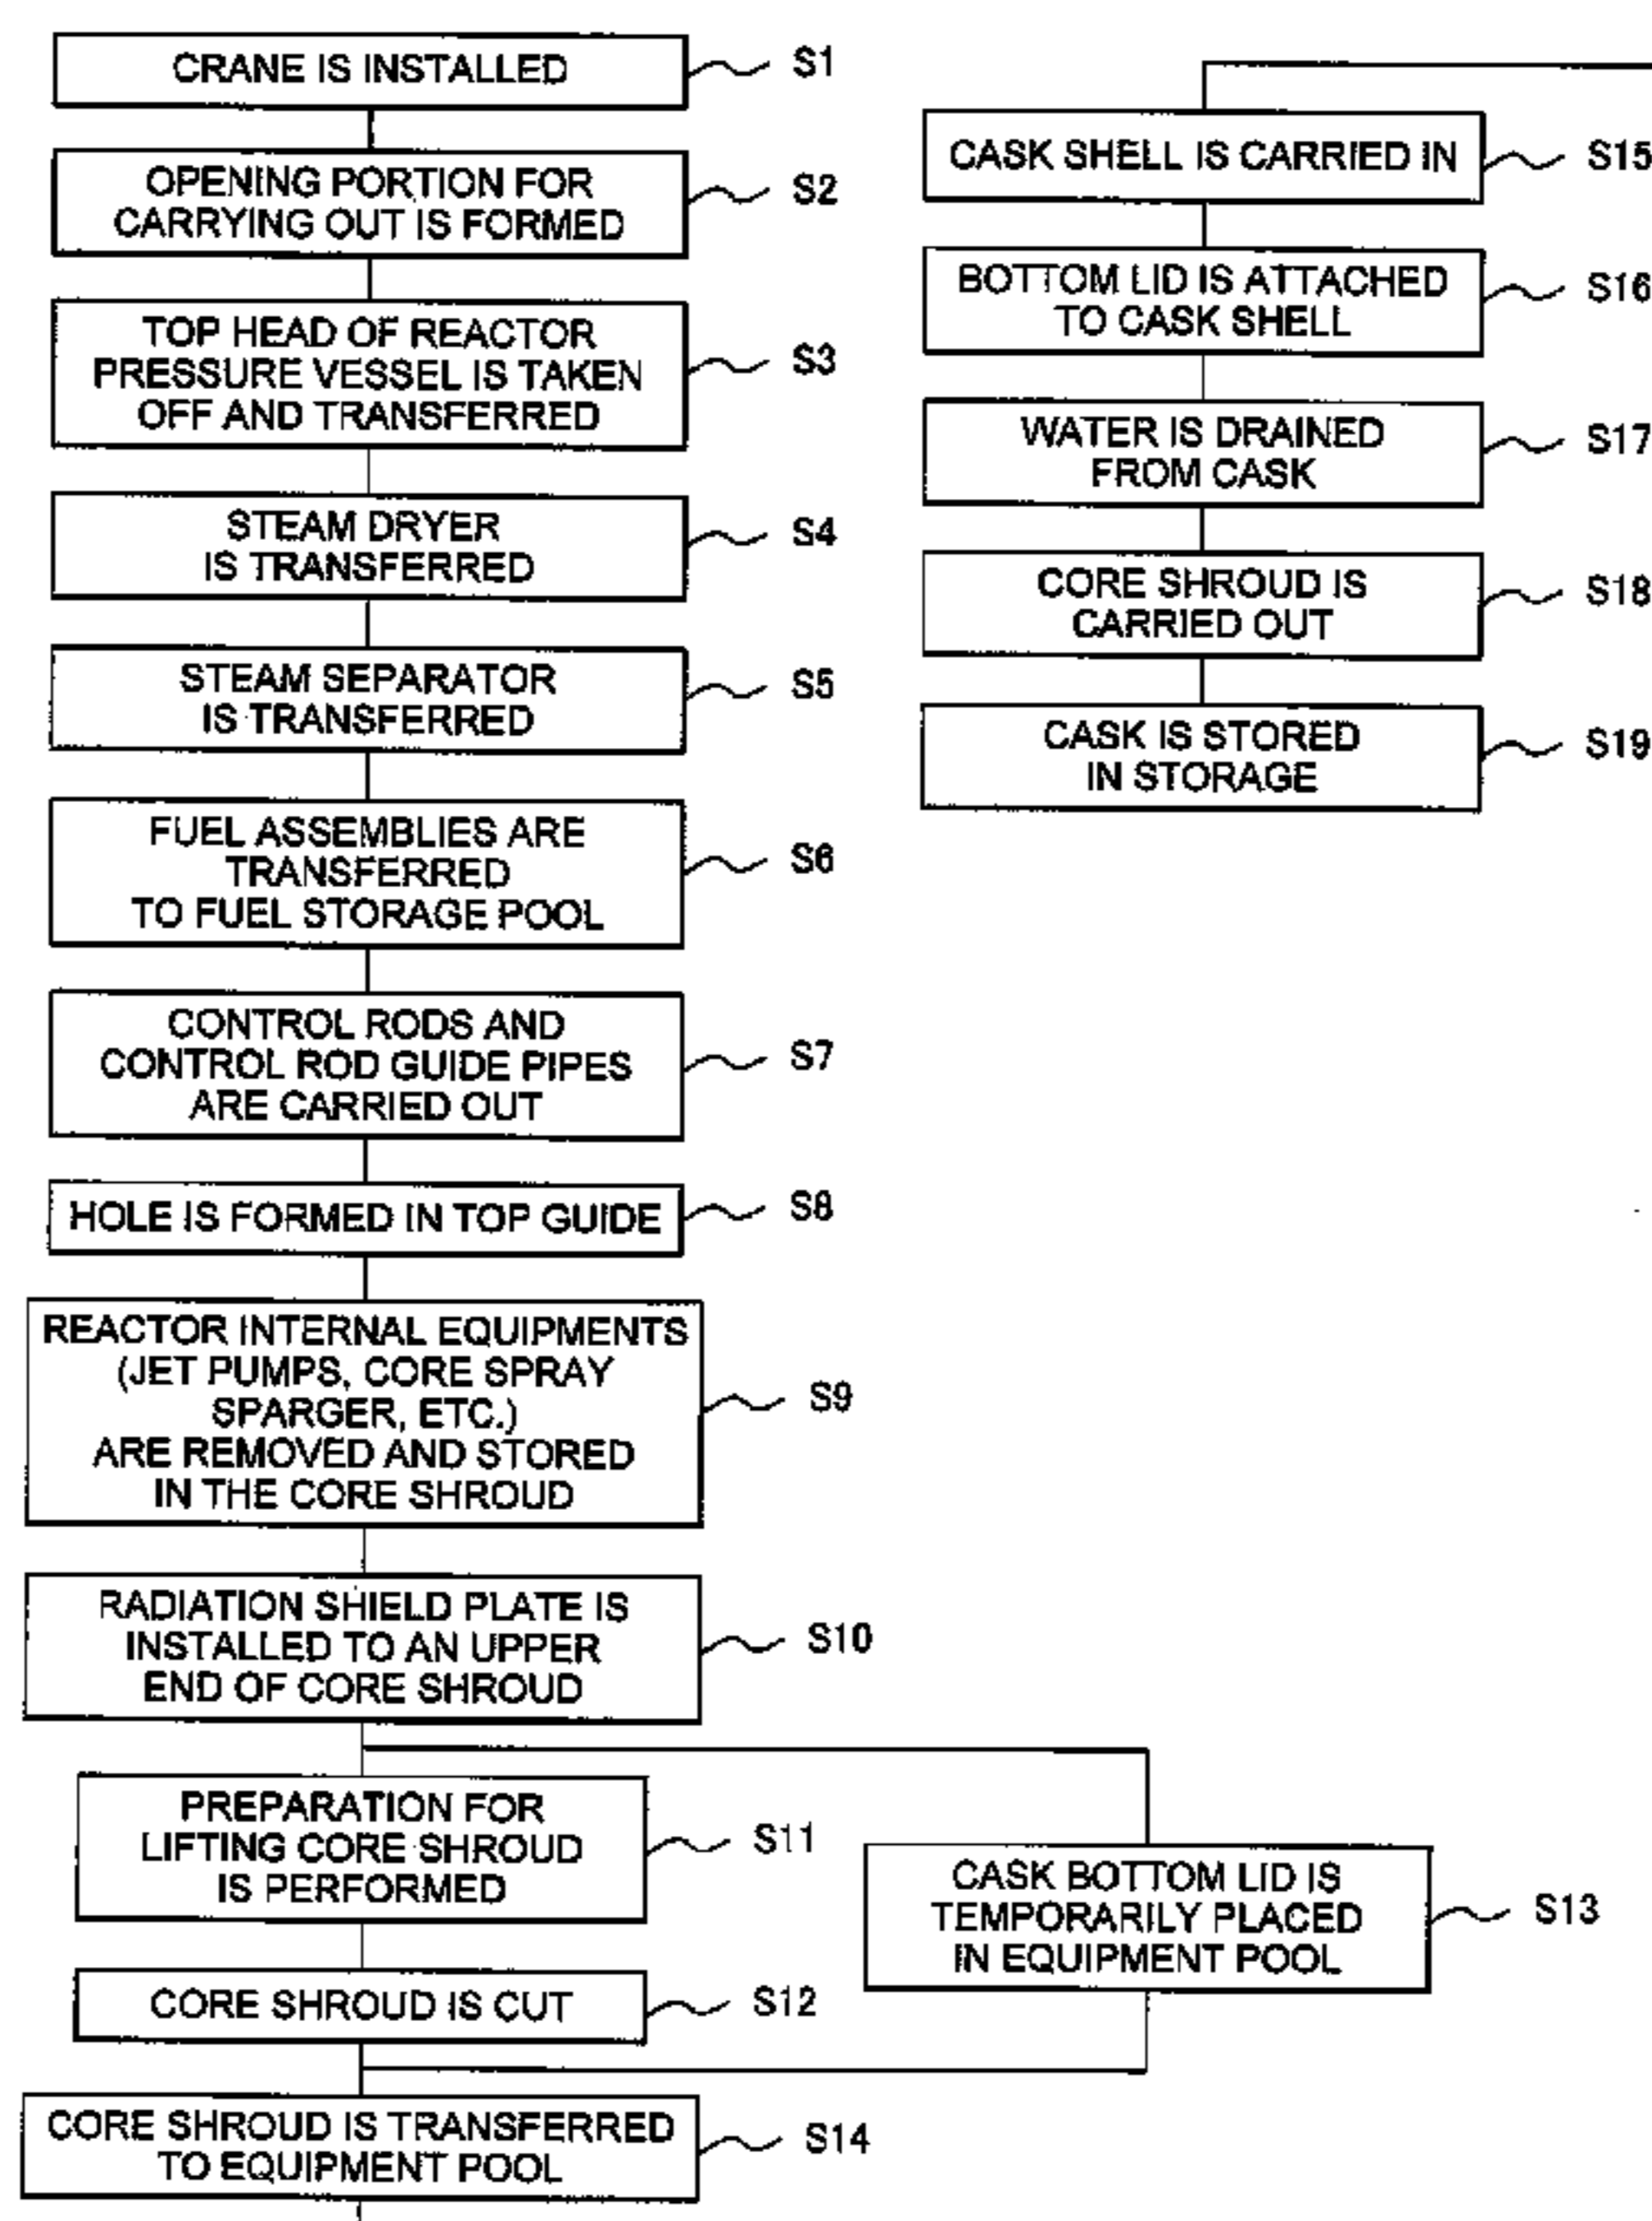 CRANE IS INSTALLED
S1
OPENING PORTION FOR
CARRYING OUT IS FORMED
S2
TOP HEAD OF REACTOR
PRESSURE VESSEL IS TAKEN
OFF AND TRANSFERRED
S3
STEAM DRYER
IS TRANSFERRED
S4
STEAM SEPARATOR
IS TRANSFERRED
S5
FUEL ASSEMBLIES ARE
TRANSFERRED
TO FUEL STORAGE POOL
S6
CONTROL RODS AND
CONTROL ROD GUIDE PIPES
ARE CARRIED OUT
S7
HOLE IS FORMED IN TOP GUIDE
S8
REACTOR INTERNAL EQUIPMENTS
(JET PUMPS, CORE SPRAY
SPARGER, ETC.)
ARE REMOVED AND STORED
IN THE CORE SHROUD
S9
RADIATION SHIELD PLATE IS
INSTALLED TO AN UPPER
END OF CORE SHROUD
S10
PREPARATION FOR
LIFTING CORE SHROUD
IS PERFORMED
S11
CORE SHROUD IS CUT
S12
CASK BOTTOM LID IS
TEMPORARILY PLACED
IN EQUIPMENT POOL
S13
CORE SHROUD IS TRANSFERRED
TO EQUIPMENT POOL
S14
CASK SHELL IS CARRIED IN
S15
BOTTOM LID IS ATTACHED
TO CASK SHELL
S16
WATER IS DRAINED
FROM CASK
S17
CORE SHROUD IS
CARRIED OUT
S18
CASK IS STORED
IN STORAGE
S19